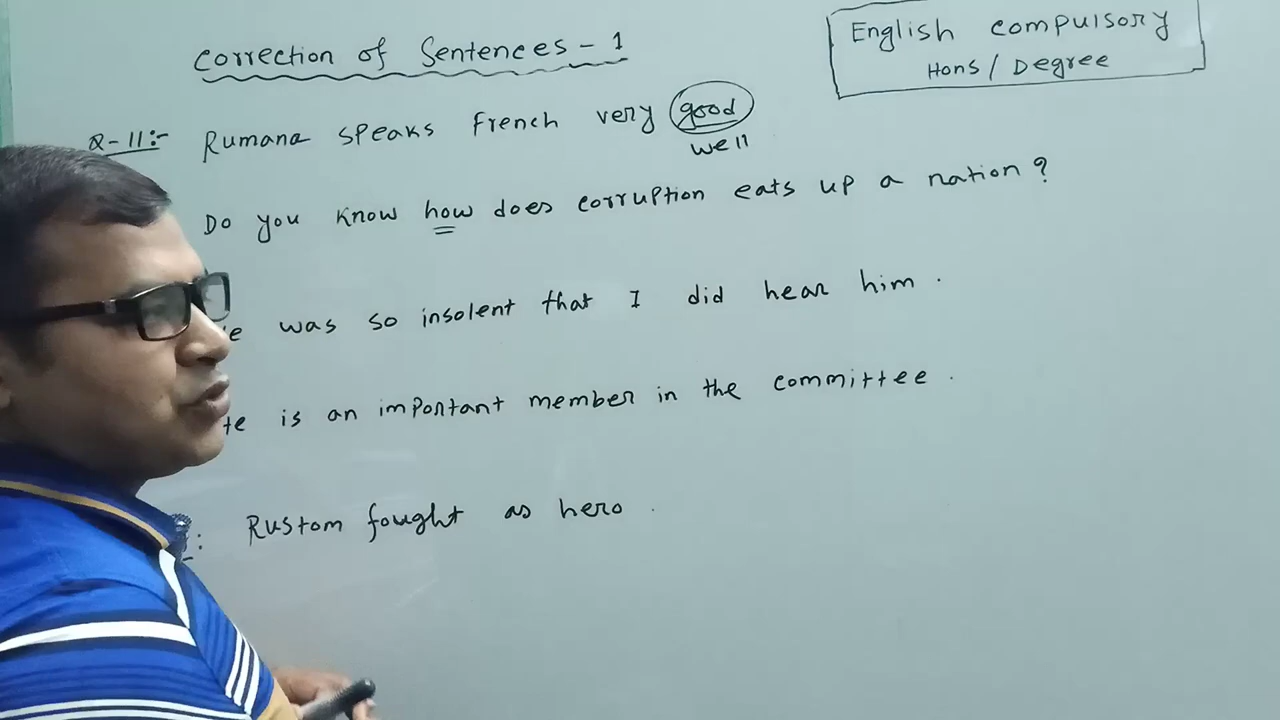 Correction of Sentences - 1
English compulsory
Hons / Degree
Q-11:- Rumana speaks French very good
well
Do you know how does corruption eats up a nation?
was so insolent that I did hear him.
is an important member in the committee.
Rustom fought as hero.